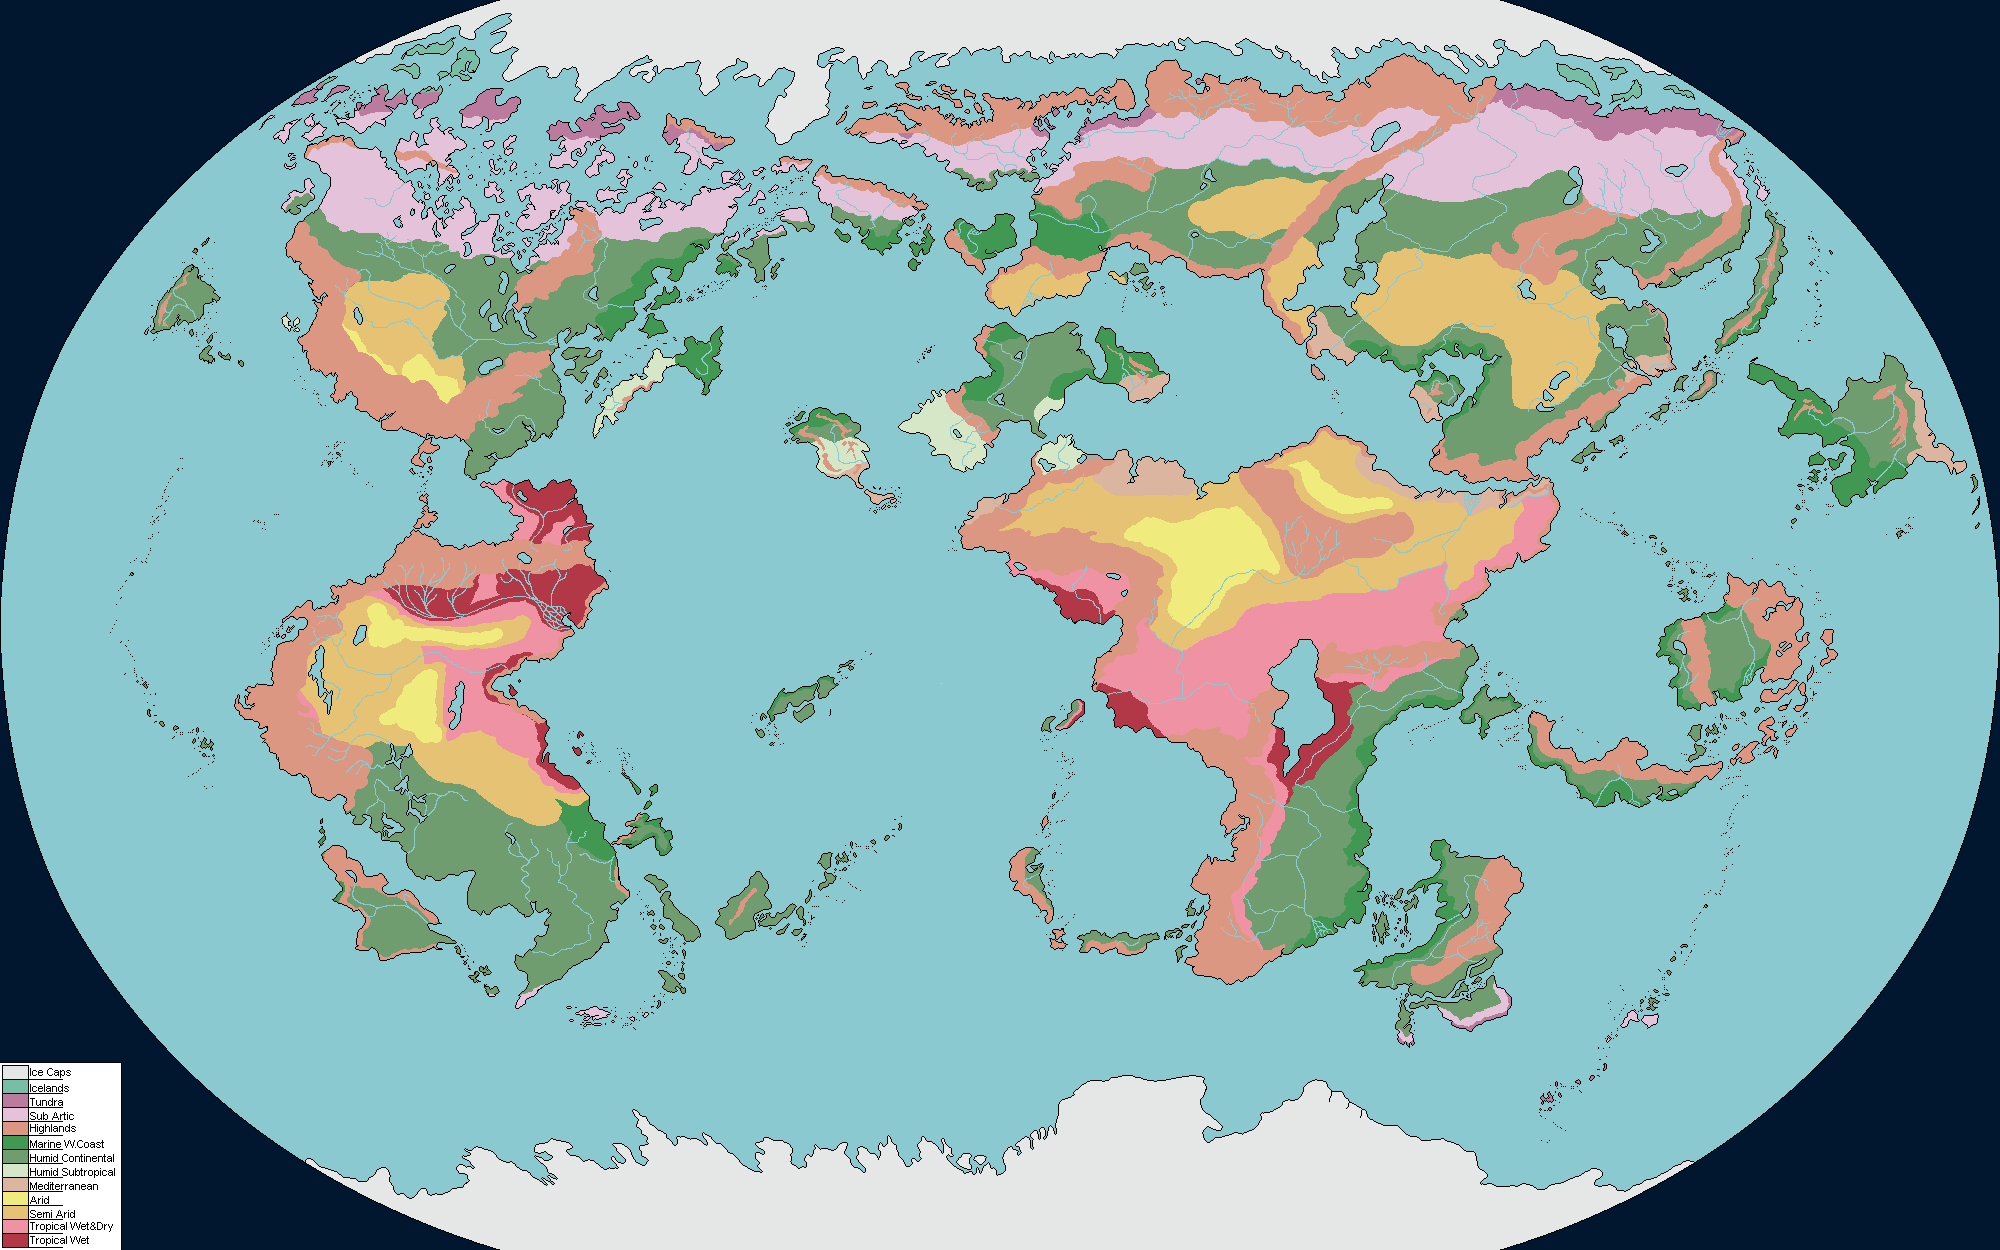 Ice Caps
Icelands
Tundra
Sub Artic
Highlands
Marine W.Coast
Humid Continental
Humid Subtropical
Mediterranean
Arid
Semi Arid
Tropical Wet&Dry
Tropical Wet